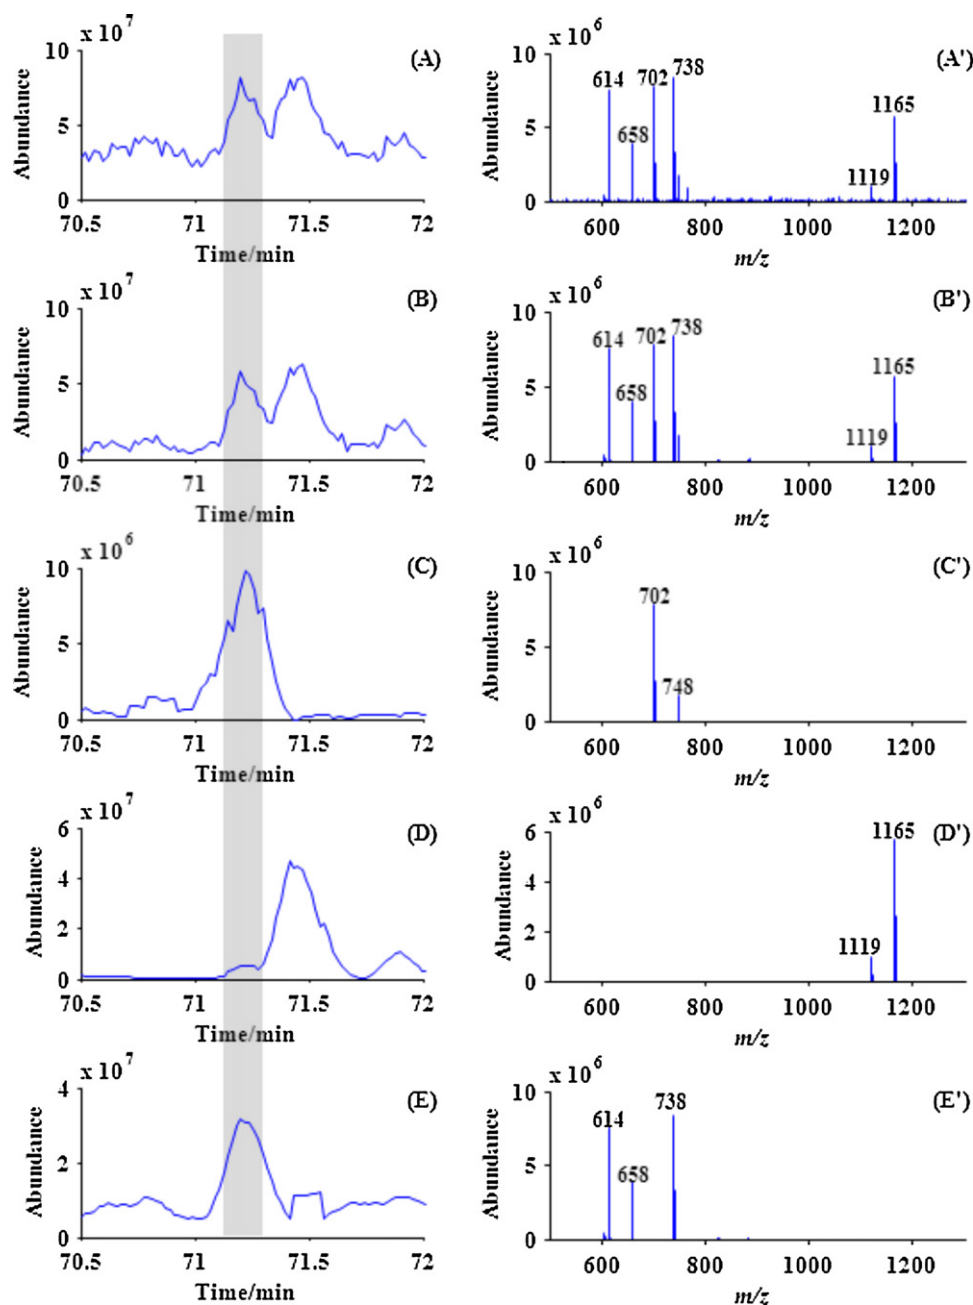 x 10^7
(A)
10
5
0
Abundance
70.5 71 71.5 72
Time/min
x 10^6
(A')
10
5
0
Abundance
614 658 702 738 1119 1165
600 800 1000 1200
m/z
x 10^7
(B)
10
5
0
Abundance
70.5 71 71.5 72
Time/min
x 10^6
(B')
10
5
0
Abundance
614 658 702 738 1119 1165
600 800 1000 1200
m/z
x 10^6
(C)
10
5
0
Abundance
70.5 71 71.5 72
Time/min
x 10^6
(C')
10
5
0
Abundance
702 748
600 800 1000 1200
m/z
x 10^7
(D)
6
4
2
0
Abundance
70.5 71 71.5 72
Time/min
x 10^6
(D')
6
4
2
0
Abundance
1119 1165
600 800 1000 1200
m/z
x 10^7
(E)
4
2
0
Abundance
70.5 71 71.5 72
Time/min
x 10^6
(E')
10
5
0
Abundance
614 658 738
600 800 1000 1200
m/z